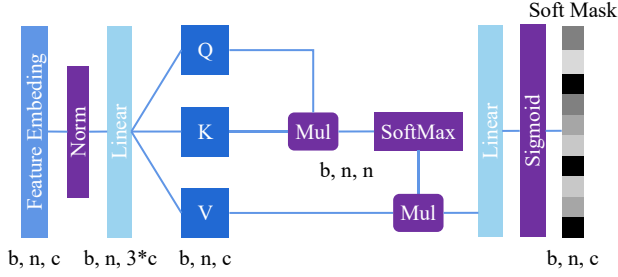 Soft Mask
Feature Embeding
Norm
Linear
Q
K
V
Mul
SoftMax
b, n, n
Mul
Linear
Sigmoid
b, n, c
b, n, 3*c
b, n, c
b, n, c